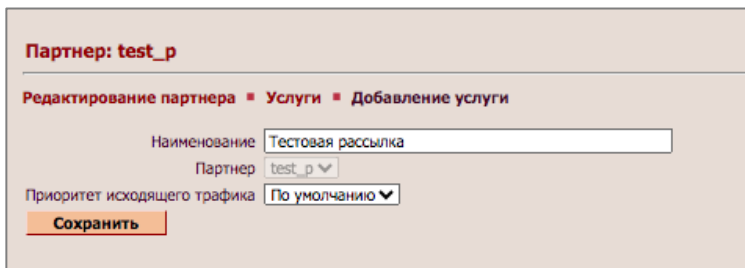 Партнер: test_p
Редактирование партнера ▪ Услуги ▪ Добавление услуги
Наименование Тестовая рассылка
Партнер test_p
Приоритет исходящего трафика По умолчанию
Сохранить